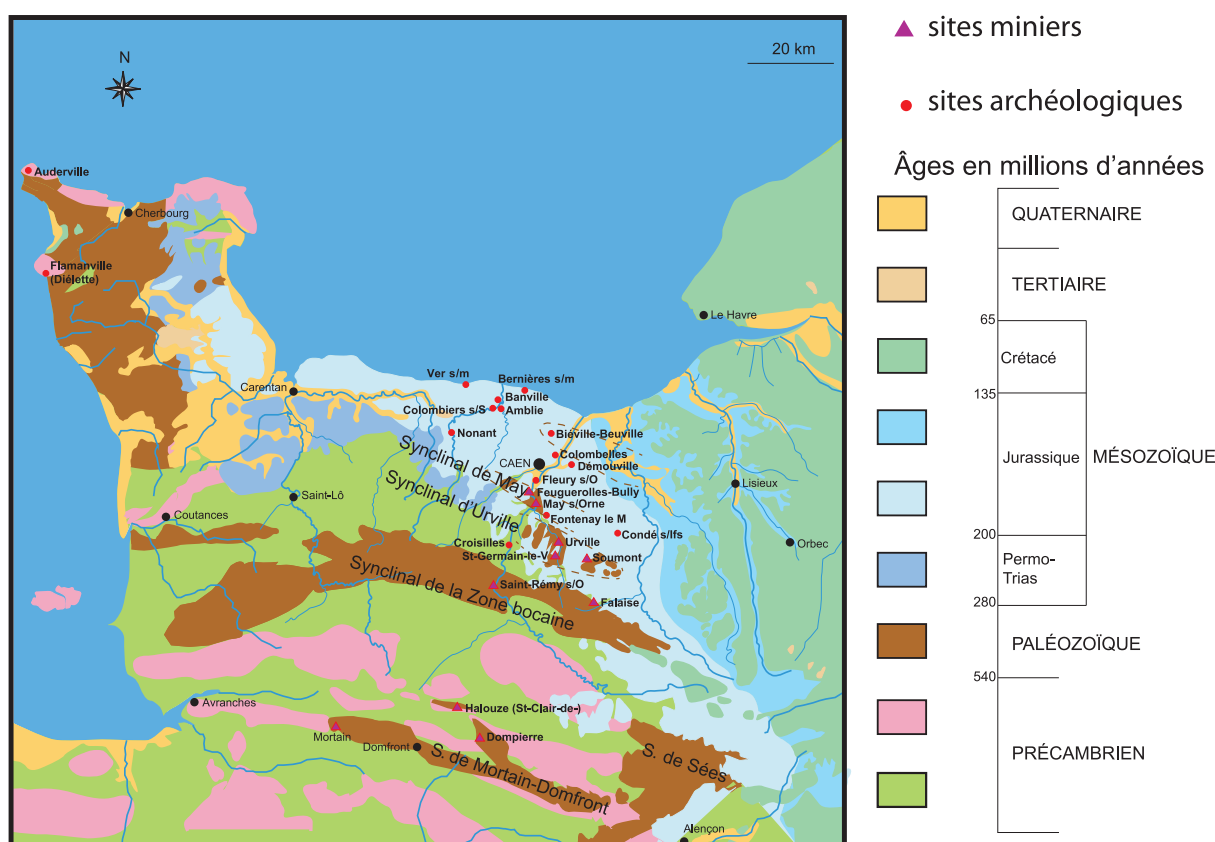 N
20 km
Auderville
Cherbourg
Flamanville
(Diélette)
Le Havre
Carentan
Ver s/m
Bernières s/m
Banville
Colombiers s/S
Amblie
Nonant
Biéville-Beuville
Colombelles
CAEN
Démouville
Synclinal de May
Fleury s/O
Lisieux
Feuguerolles-Bully
Synclinal d'Urville
May s/Orne
Saint-Lô
Coutances
Fontenay le M
Condé s/Ifs
Croisilles
Urville
Orbec
St-Germain-le-V
Soumont
Synclinal de la Zone bocaine
Saint-Rémy s/O
Falaise
Avranches
Halouze (St-Clair-de-)
Mortain
Domfront
Dompierre
S. de Mortain-Domfront
S. de Sées
Alençon
sites miniers
sites archéologiques
Âges en millions d'années
QUATERNAIRE
TERTIAIRE
65
Crétacé
135
Jurassique
MÉSOZOÏQUE
200
Permo-
Trias
280
PALÉOZOÏQUE
540
PRÉCAMBRIEN